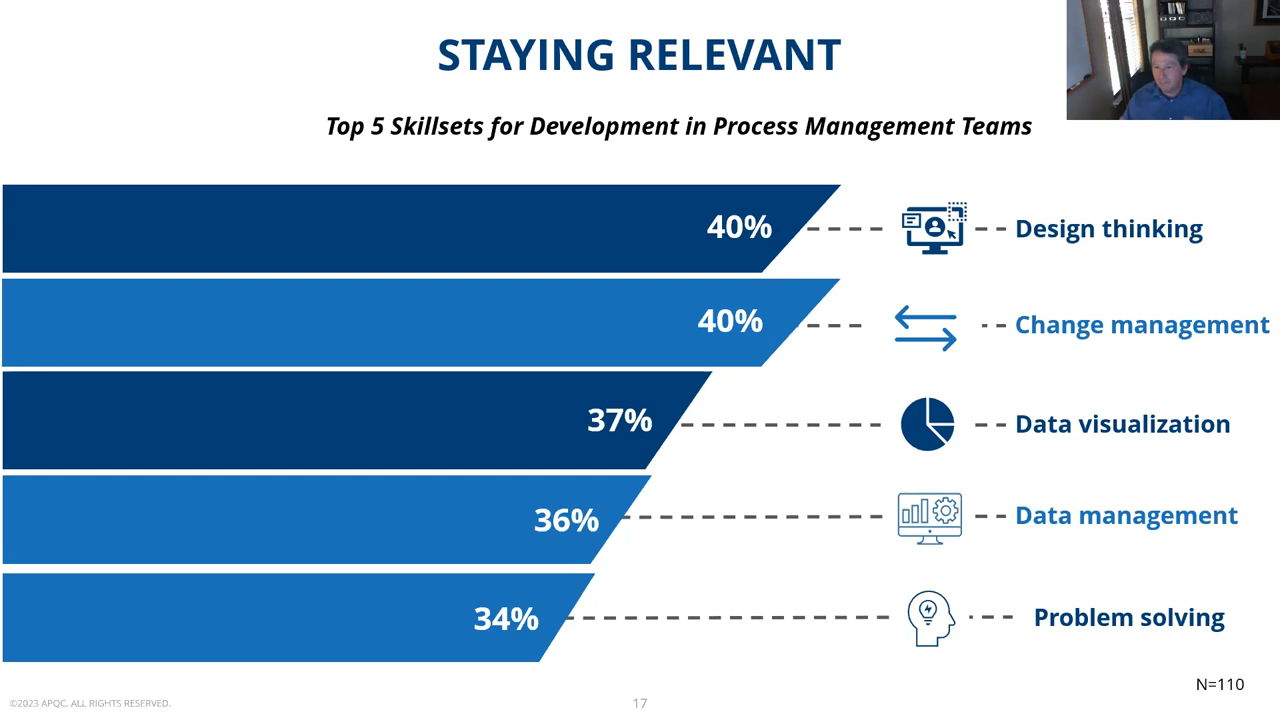 STAYING RELEVANT
Top 5 Skillsets for Development in Process Management Teams
40%
Design thinking
40%
Change management
37%
Data visualization
36%
Data management
34%
Problem solving
N=110
©2023 APQC. ALL RIGHTS RESERVED.
17